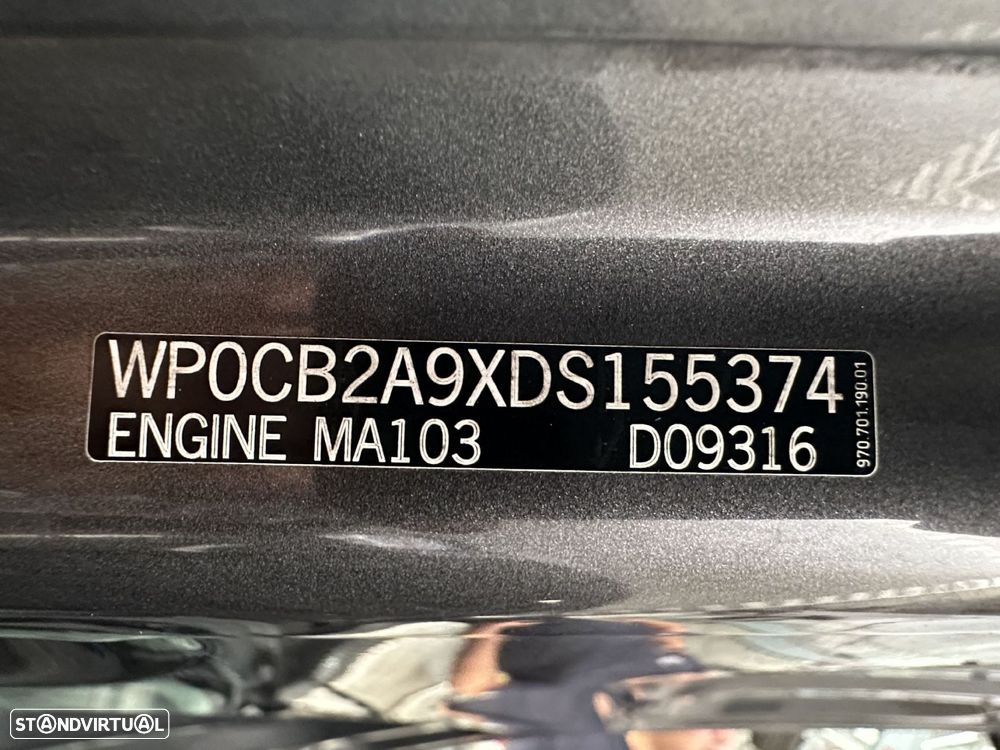 WP0CB2A9XDS155374
ENGINE MA103 D09316
970.701.190.01
STANDVIRTUAL